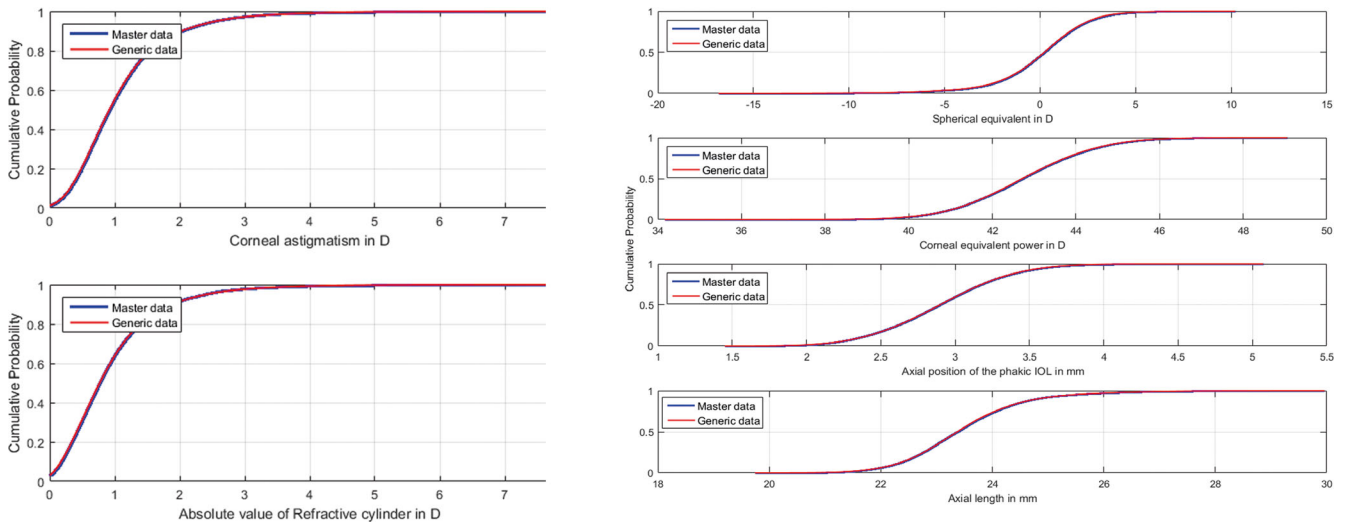 1
0.8
0.6
0.4
0.2
0
Cumulative Probability
Master data
Generic data
0 1 2 3 4 5 6 7
Corneal astigmatism in D
1
0.8
0.6
0.4
0.2
0
Cumulative Probability
Master data
Generic data
0 1 2 3 4 5 6 7
Absolute value of Refractive cylinder in D
Cumulative Probability
1
0.5
0
Master data
Generic data
-20 -15 -10 -5 0 5 10 15
Spherical equivalent in D
1
0.5
0
Master data
Generic data
34 36 38 40 42 44 46 48 50
Corneal equivalent power in D
1
0.5
0
Master data
Generic data
1 1.5 2 2.5 3 3.5 4 4.5 5 5.5
Axial position of the phakic IOL in mm
1
0.5
0
Master data
Generic data
18 20 22 24 26 28 30
Axial length in mm